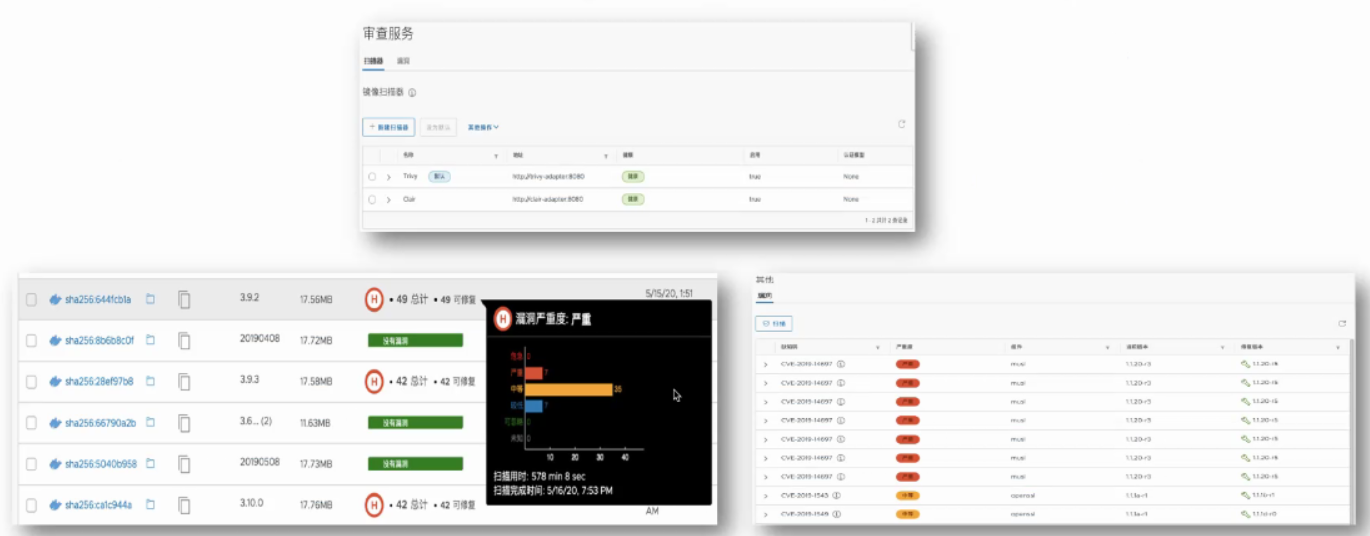 审查服务
扫描器 漏洞
镜像扫描器
+ 新建扫描器 设为默认 其他操作
名称 地址 健康 启用 认证类型
Trivy 默认 http://trivy-adapter:8080 健康 true None
Clair http://clair-adapter:8080 健康 true None
1 - 2 共计 2 条记录
sha256:644fcb1a 3.9.2 17.56MB H • 49 总计 • 49 可修复 5/15/20, 1:51
sha256:8b6b8c0f 20190408 17.72MB 没有漏洞
sha256:28ef97b8 3.9.3 17.58MB H • 42 总计 • 42 可修复
sha256:66790a2b 3.6... (2) 11.63MB 没有漏洞
sha256:5040b958 20190508 17.73MB 没有漏洞
sha256:ca1c944a 3.10.0 17.76MB H • 42 总计 • 42 可修复 AM
H 漏洞严重度: 严重
危急 0
严重 7
中等 35
较低 7
可忽略 0
未知 0
10 20 30 40
扫描用时: 578 min 8 sec
扫描完成时间: 5/16/20, 7:53 PM
其他
漏洞
扫描
缺陷码 严重度 组件 当前版本 修复版本
CVE-2019-14697 严重 musl 1.1.20-r3 1.1.20-r5
CVE-2019-14697 严重 musl 1.1.20-r3 1.1.20-r5
CVE-2019-14697 严重 musl 1.1.20-r3 1.1.20-r5
CVE-2019-14697 严重 musl 1.1.20-r3 1.1.20-r5
CVE-2019-14697 严重 musl 1.1.20-r3 1.1.20-r5
CVE-2019-14697 严重 musl 1.1.20-r3 1.1.20-r5
CVE-2019-14697 严重 musl 1.1.20-r3 1.1.20-r5
CVE-2019-1543 中等 openssl 1.1.1a-r1 1.1.1b-r1
CVE-2019-1549 中等 openssl 1.1.1a-r1 1.1.1d-r0